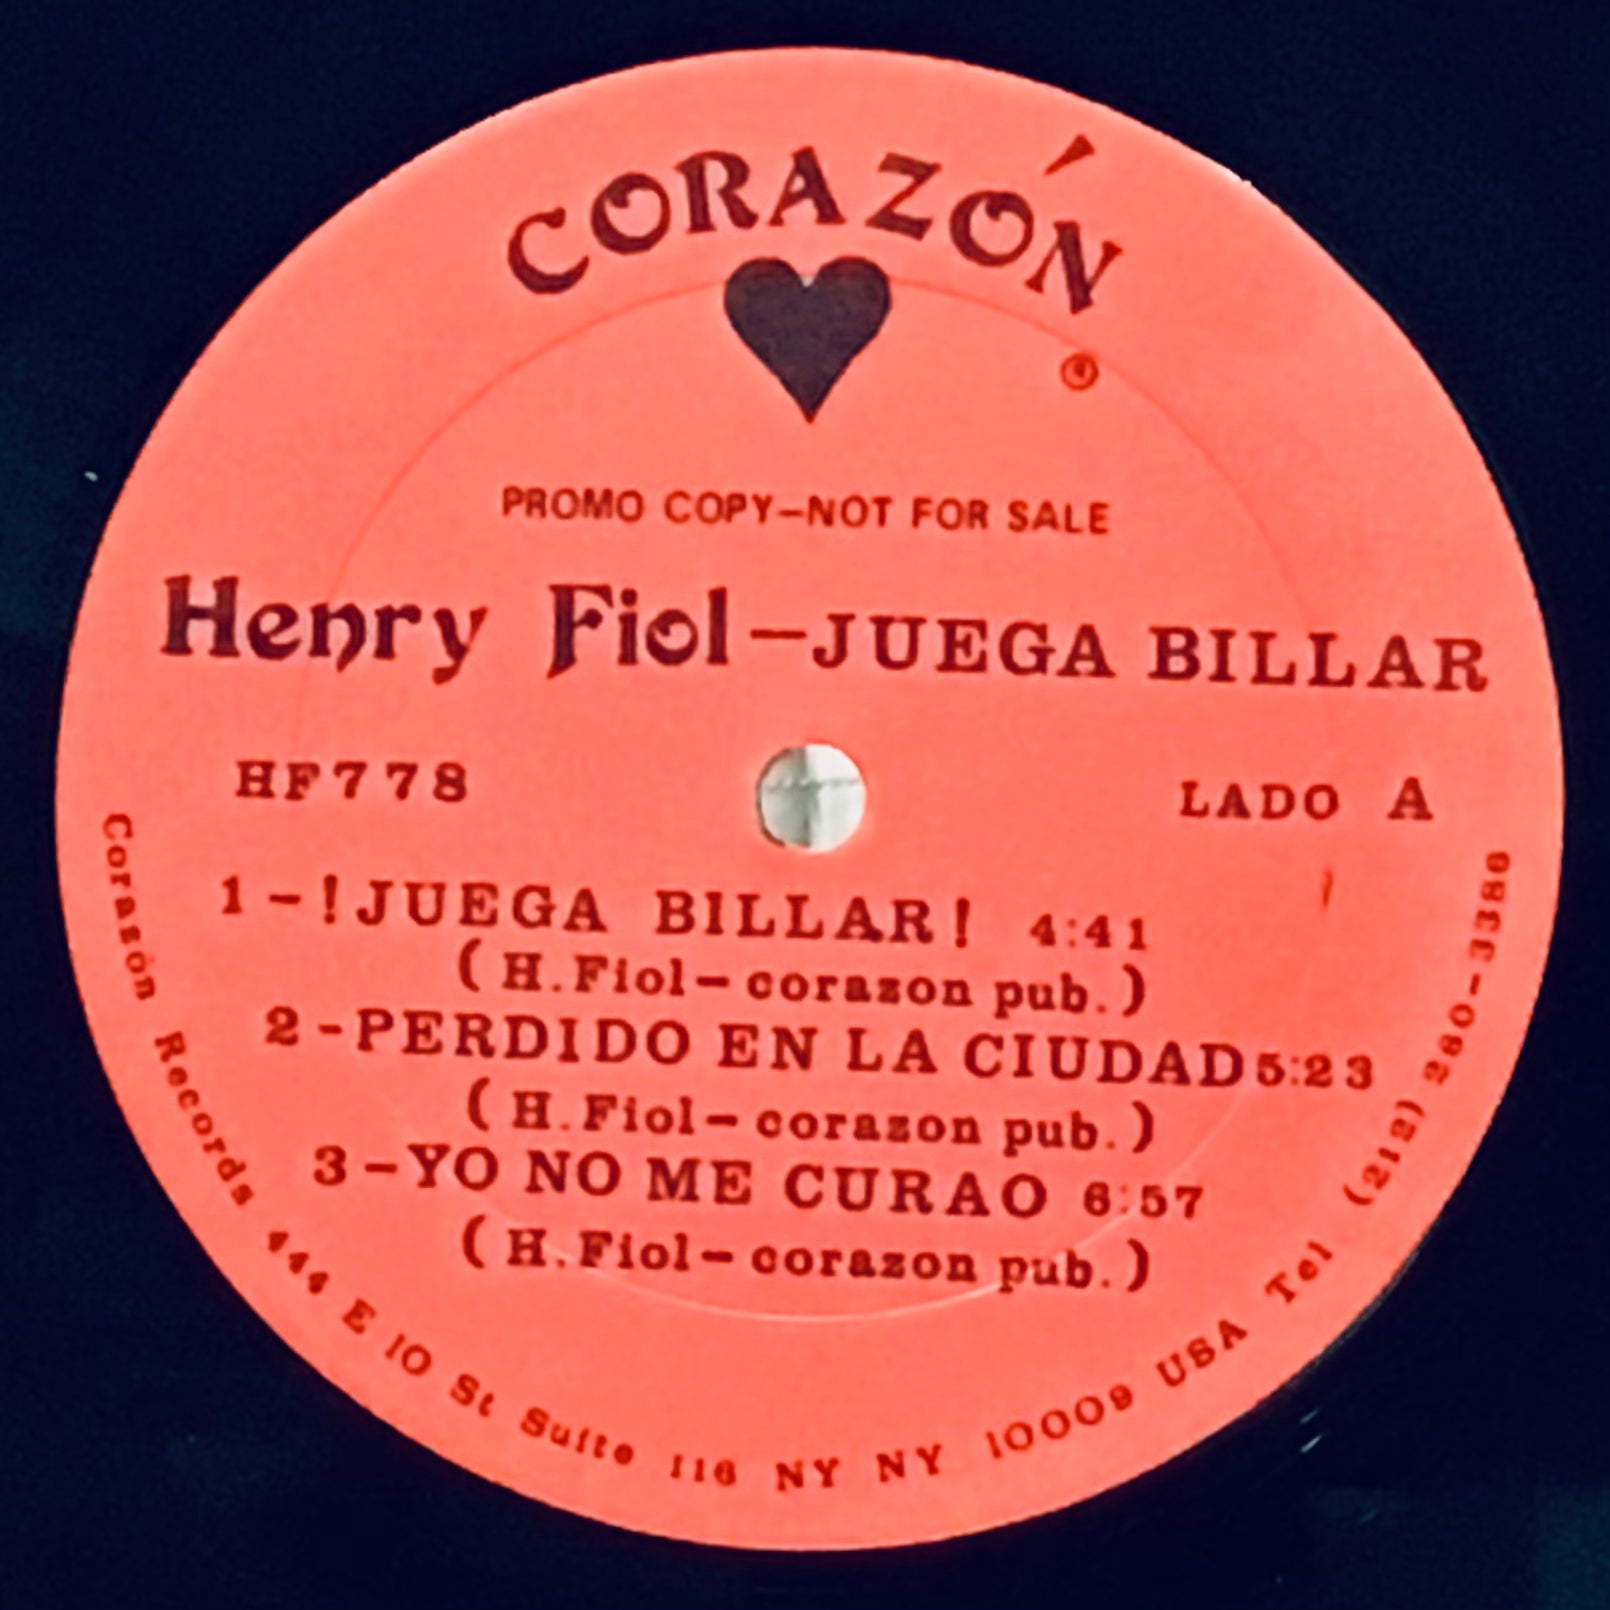 CORAZÓN
®
PROMO COPY-NOT FOR SALE
Henry Fiol-JUEGA BILLAR
HF778
LADO A
1-!JUEGA BILLAR! 4:41
(H.Fiol-corazon pub.)
2-PERDIDO EN LA CIUDAD 5:23
(H.Fiol-corazon pub.)
3-YO NO ME CURAO 6:57
(H.Fiol-corazon pub.)
Corazón Records 444 E 10 St Suite 116 NY NY 10009 USA Tel (212) 260-3386